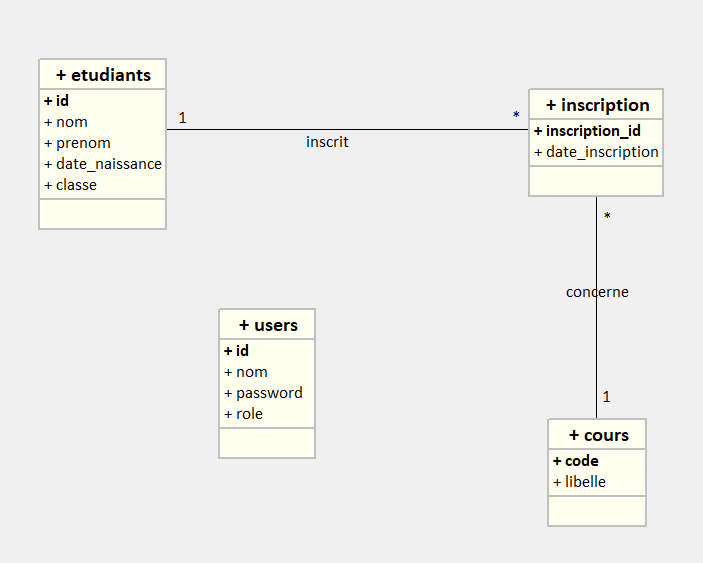 + etudiants
+ id
+ nom
+ prenom
+ date_naissance
+ classe
1
*
inscrit
+ inscription
+ inscription_id
+ date_inscription
*
concerne
1
+ users
+ id
+ nom
+ password
+ role
+ cours
+ code
+ libelle